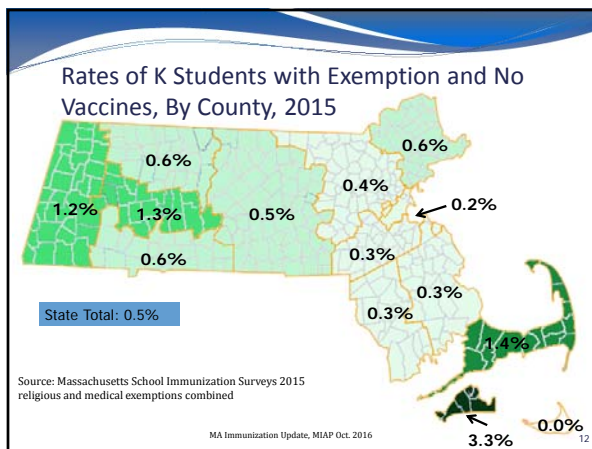 Rates of K Students with Exemption and No
Vaccines, By County, 2015
0.6%
0.6%
0.4%
0.2%
1.2%
1.3%
0.5%
0.6%
0.3%
0.3%
0.3%
State Total: 0.5%
1.4%
Source: Massachusetts School Immunization Surveys 2015
religious and medical exemptions combined
0.0%
3.3%
MA Immunization Update, MIAP Oct. 2016
12